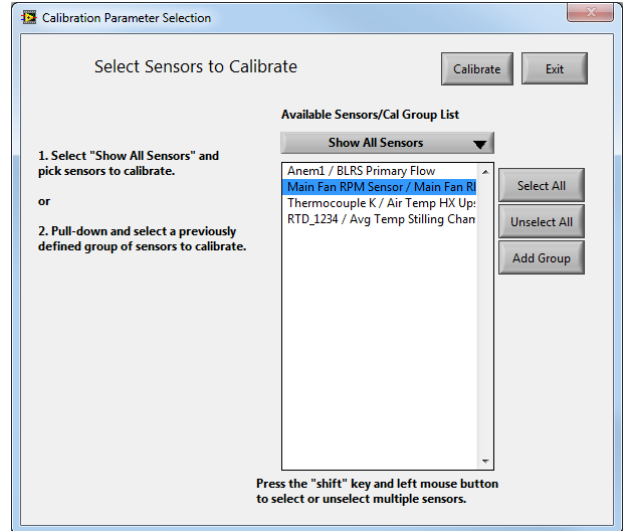 Calibration Parameter Selection
Select Sensors to Calibrate
Calibrate
Exit
Available Sensors/Cal Group List
Show All Sensors
1. Select "Show All Sensors" and
pick sensors to calibrate.
or
2. Pull-down and select a previously
defined group of sensors to calibrate.
Anem1 / BLRS Primary Flow
Main Fan RPM Sensor / Main Fan
Thermocouple K / Air Temp HX Up
RTD_1234 / Avg Temp Stilling Cham
Select All
Unselect All
Add Group
Press the "shift" key and left mouse button
to select or unselect multiple sensors.